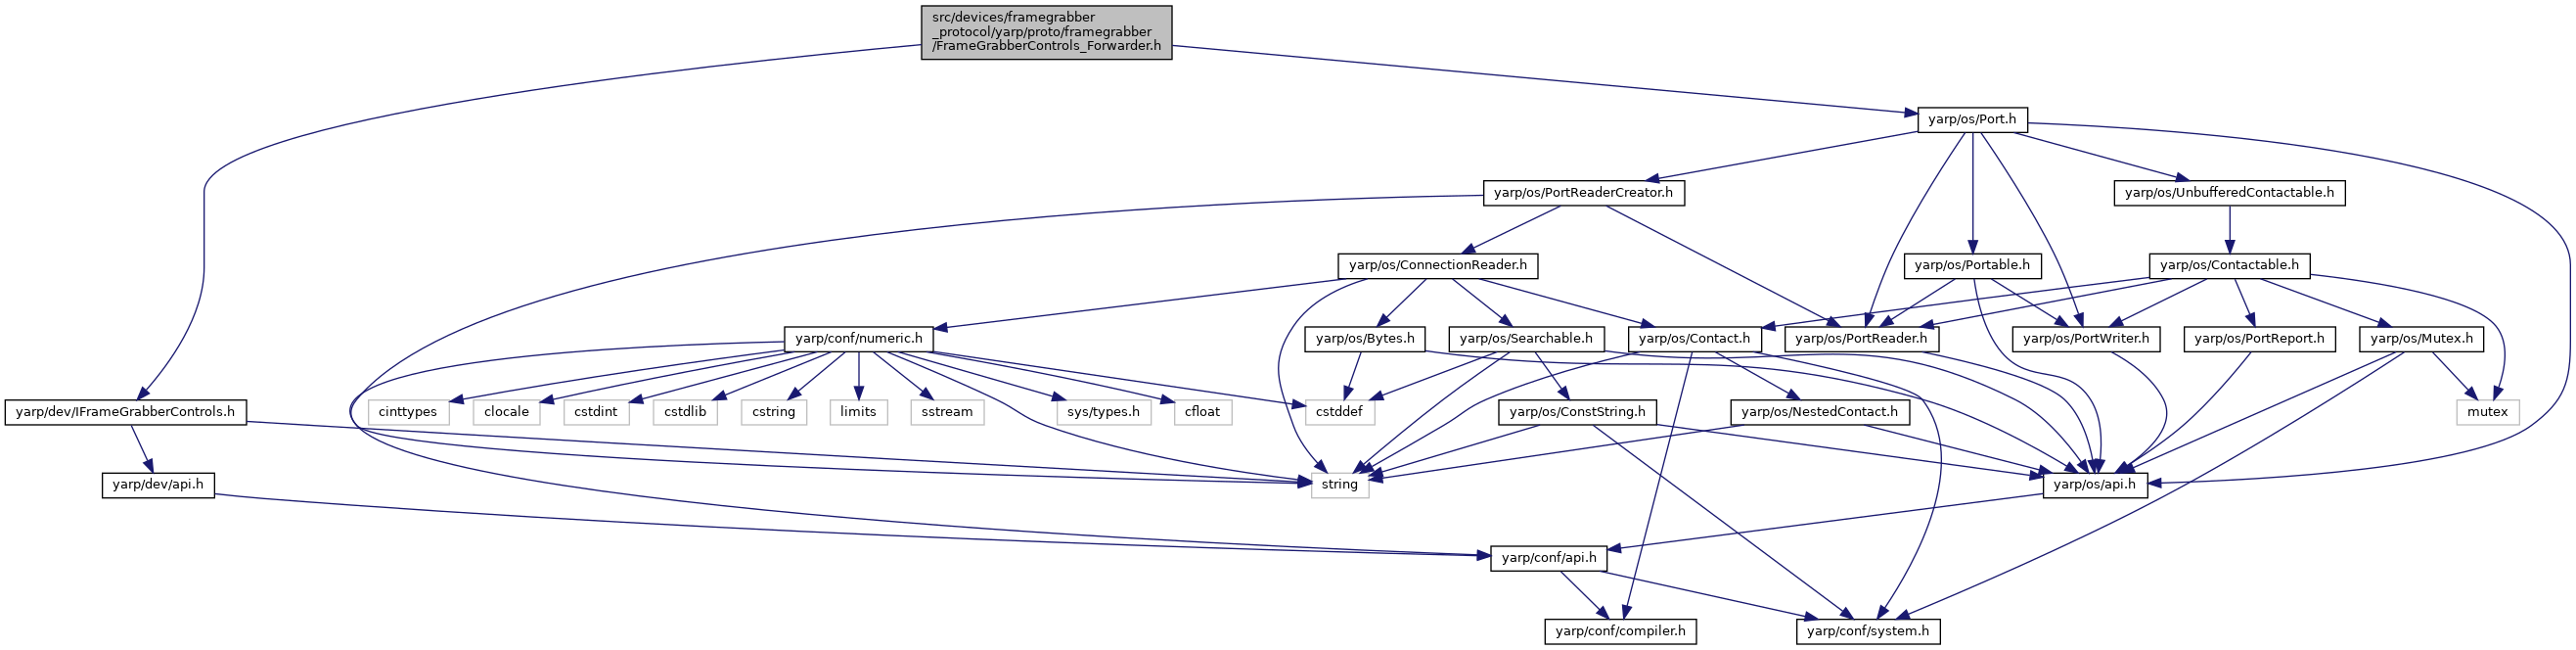 src/devices/framegrabber
_protocol/yarp/proto/framegrabber
/FrameGrabberControls_Forwarder.h
yarp/os/Port.h
yarp/os/PortReaderCreator.h
yarp/os/UnbufferedContactable.h
yarp/os/ConnectionReader.h
yarp/os/Portable.h
yarp/os/Contactable.h
yarp/conf/numeric.h
yarp/os/Bytes.h
yarp/os/Searchable.h
yarp/os/Contact.h
yarp/os/PortReader.h
yarp/os/PortWriter.h
yarp/os/PortReport.h
yarp/os/Mutex.h
yarp/dev/IFrameGrabberControls.h
cinttypes
clocale
cstdint
cstdlib
cstring
limits
sstream
sys/types.h
cfloat
cstddef
yarp/os/ConstString.h
yarp/os/NestedContact.h
mutex
yarp/dev/api.h
string
yarp/os/api.h
yarp/conf/api.h
yarp/conf/compiler.h
yarp/conf/system.h